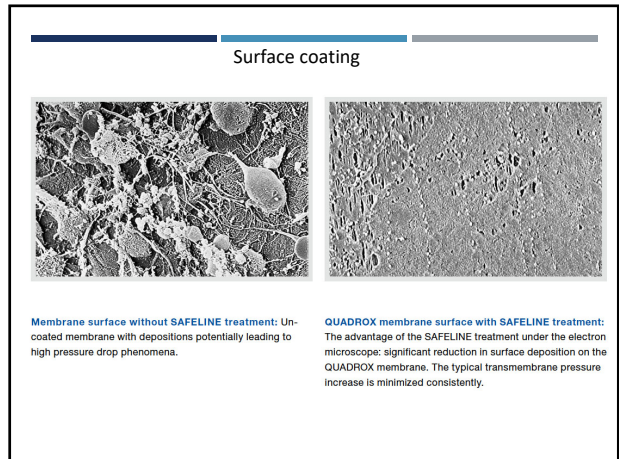 Surface coating
Membrane surface without SAFELINE treatment: Un-
coated membrane with depositions potentially leading to
high pressure drop phenomena.
QUADROX membrane surface with SAFELINE treatment:
The advantage of the SAFELINE treatment under the electron
microscope: significant reduction in surface deposition on the
QUADROX membrane. The typical transmembrane pressure
increase is minimized consistently.